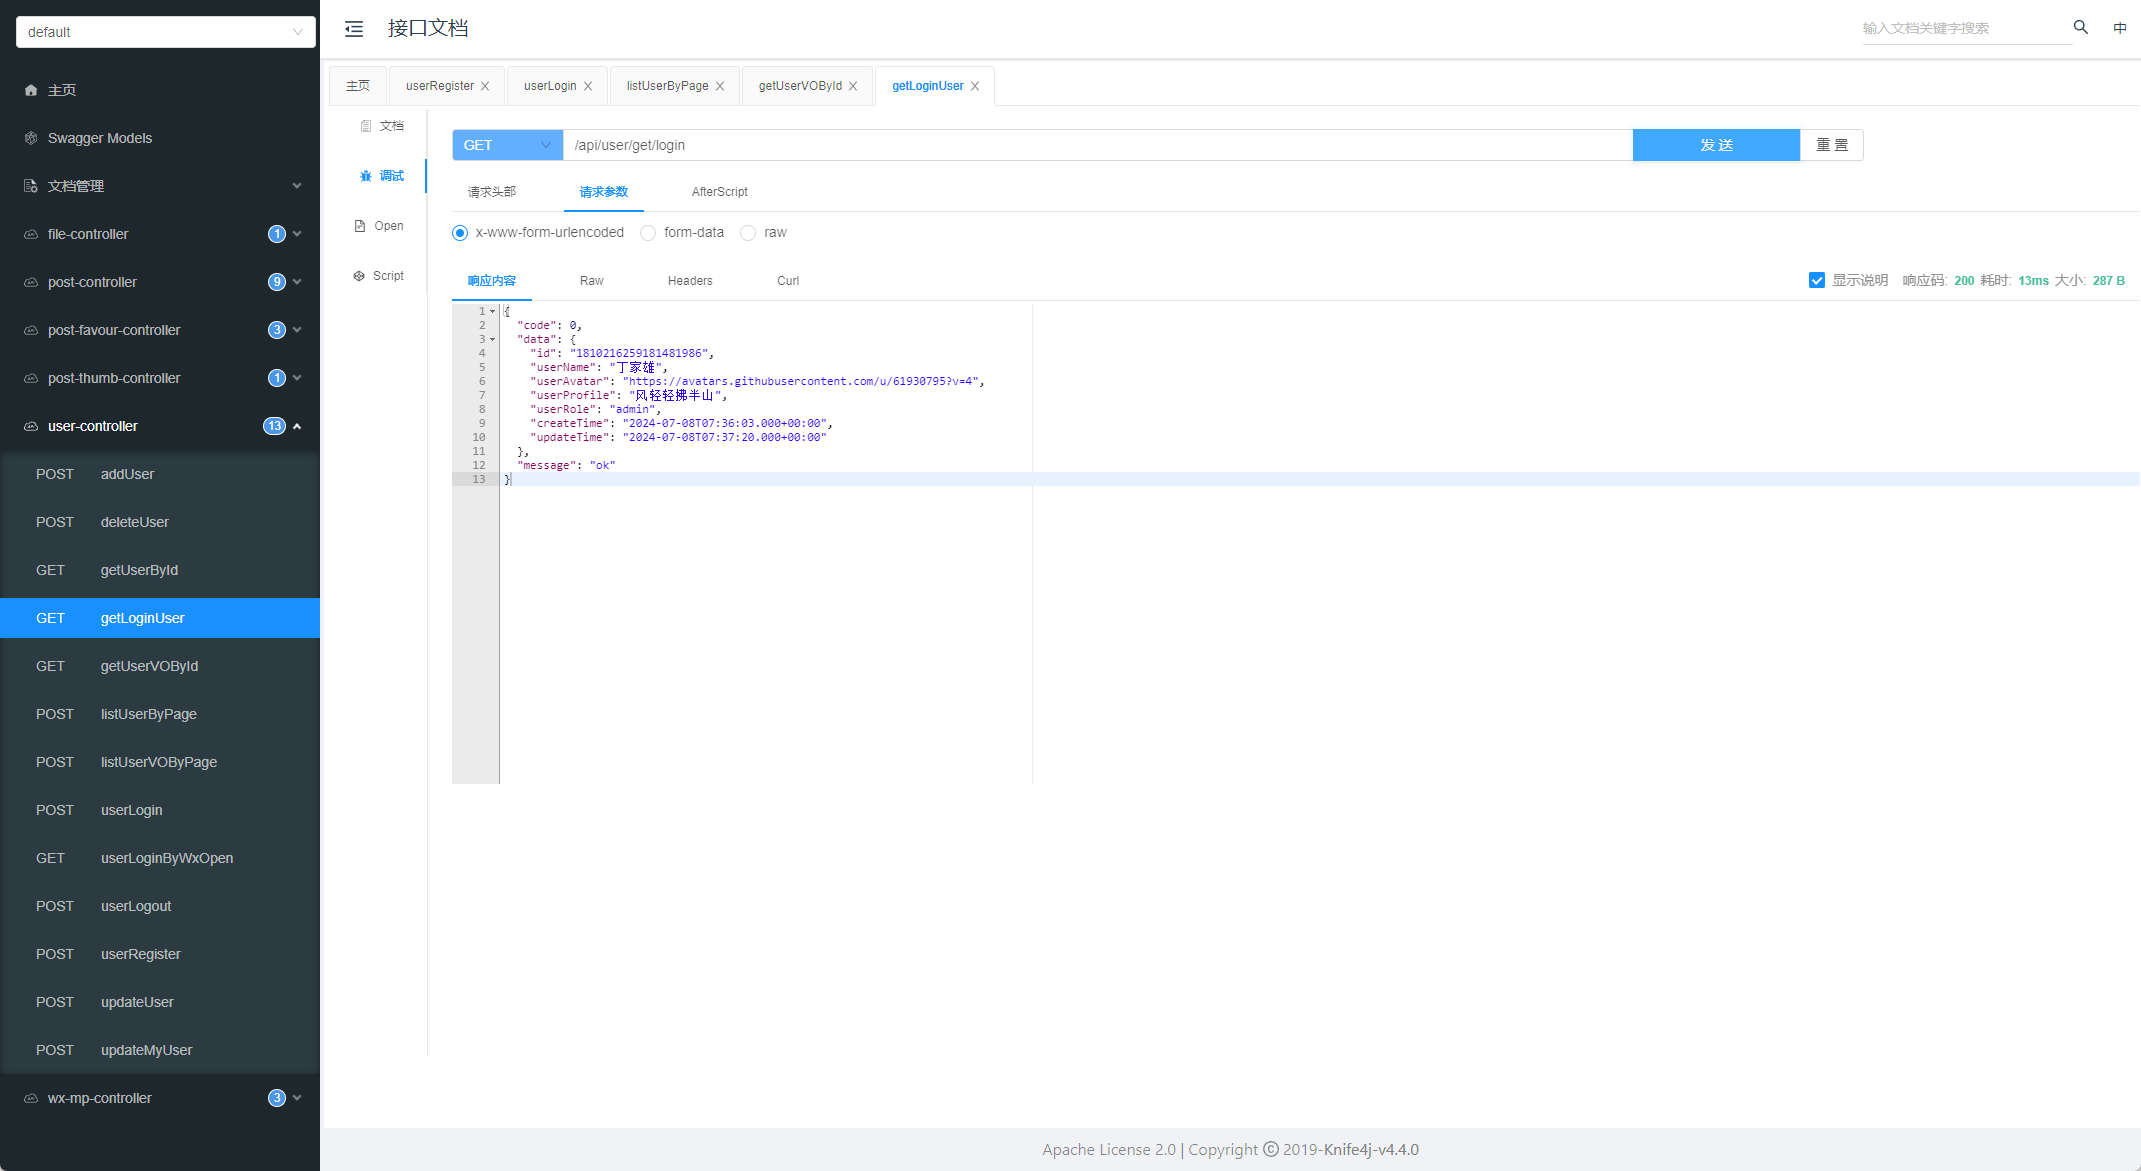 default
主页
Swagger Models
文档管理
file-controller 1
post-controller 9
post-favour-controller 3
post-thumb-controller 1
user-controller 13
POST addUser
POST deleteUser
GET getUserById
GET getLoginUser
GET getUserVOById
POST listUserByPage
POST listUserVOByPage
POST userLogin
GET userLoginByWxOpen
POST userLogout
POST userRegister
POST updateUser
POST updateMyUser
wx-mp-controller 3
接口文档
输入文档关键字搜索
中
主页 userRegister userLogin listUserByPage getUserVOById getLoginUser
文档
调试
Open
Script
GET /api/user/get/login 发 送 重 置
请求头部 请求参数 AfterScript
x-www-form-urlencoded form-data raw
响应内容 Raw Headers Curl 显示说明 响应码: 200 耗时: 13ms 大小: 287 B
1 {
2 "code": 0,
3 "data": {
4 "id": "1810216259181481986",
5 "userName": "丁家雄",
6 "userAvatar": "https://avatars.githubusercontent.com/u/61930795?v=4",
7 "userProfile": "风轻轻拂半山",
8 "userRole": "admin",
9 "createTime": "2024-07-08T07:36:03.000+00:00",
10 "updateTime": "2024-07-08T07:37:20.000+00:00"
11 },
12 "message": "ok"
13 }
Apache License 2.0 | Copyright © 2019-Knife4j-v4.4.0